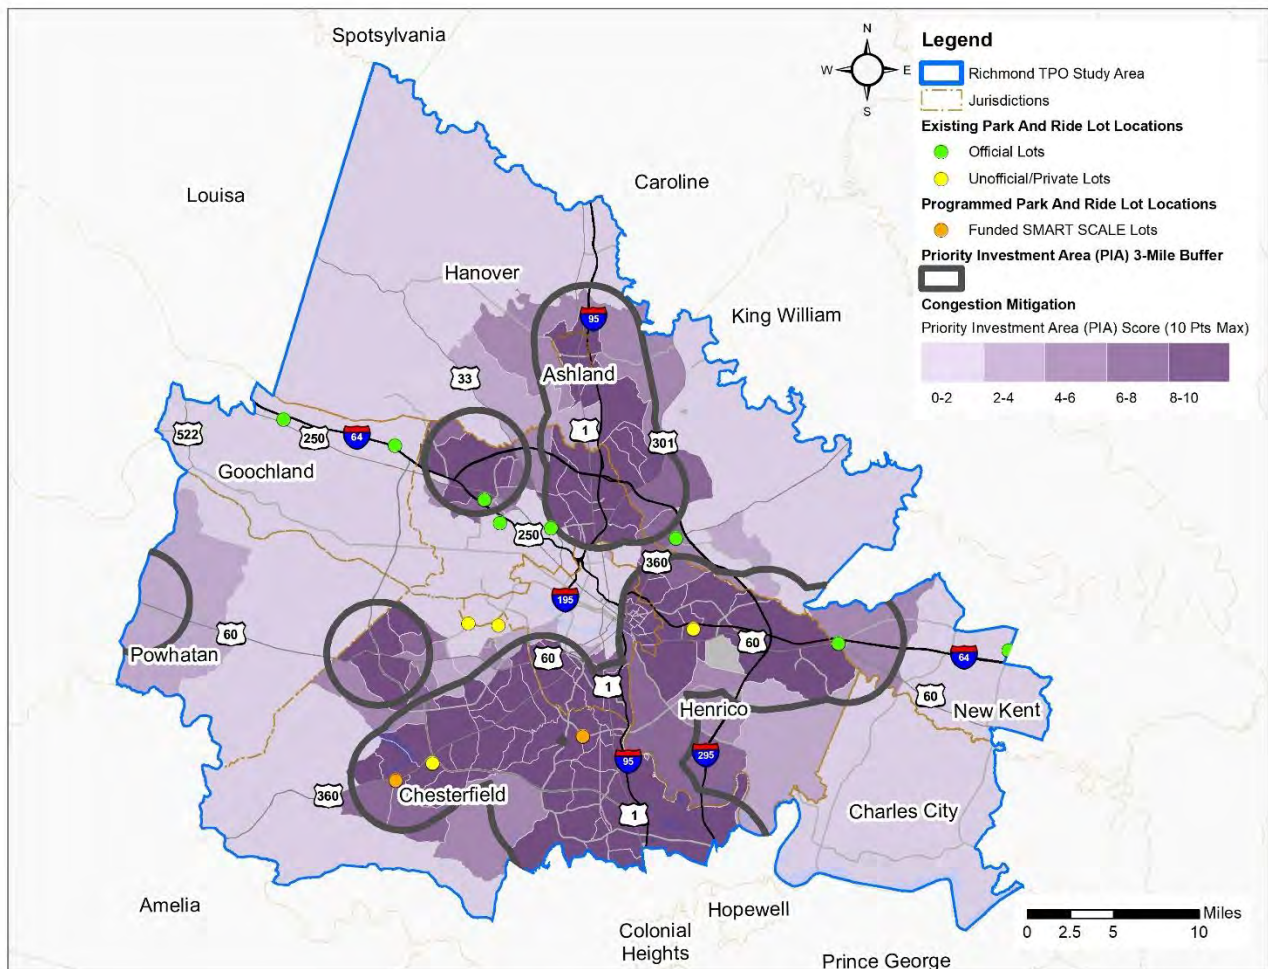 Spotsylvania
Louisa
Caroline
Hanover
King William
Ashland
Goochland
Powhatan
Henrico
New Kent
Chesterfield
Charles City
Amelia
Hopewell
Colonial
Heights
Prince George
95
33
1
301
522
250
64
250
360
195
60
60
60
64
60
1
295
95
360
1
N
W
E
S
Legend
Richmond TPO Study Area
Jurisdictions
Existing Park And Ride Lot Locations
Official Lots
Unofficial/Private Lots
Programmed Park And Ride Lot Locations
Funded SMART SCALE Lots
Priority Investment Area (PIA) 3-Mile Buffer
Congestion Mitigation
Priority Investment Area (PIA) Score (10 Pts Max)
0-2 2-4 4-6 6-8 8-10
Miles
0 2.5 5 10